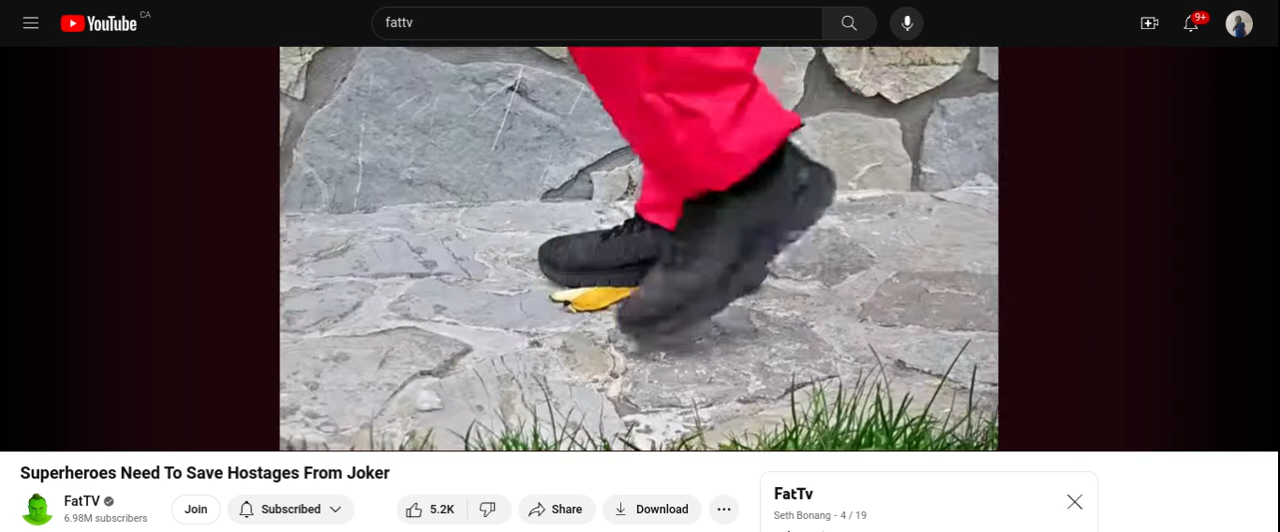 YouTube CA
fattv
9+
Superheroes Need To Save Hostages From Joker
FatTV
6.98M subscribers
Join
Subscribed
5.2K
Share
Download
FatTv
Seth Bonang - 4 / 19